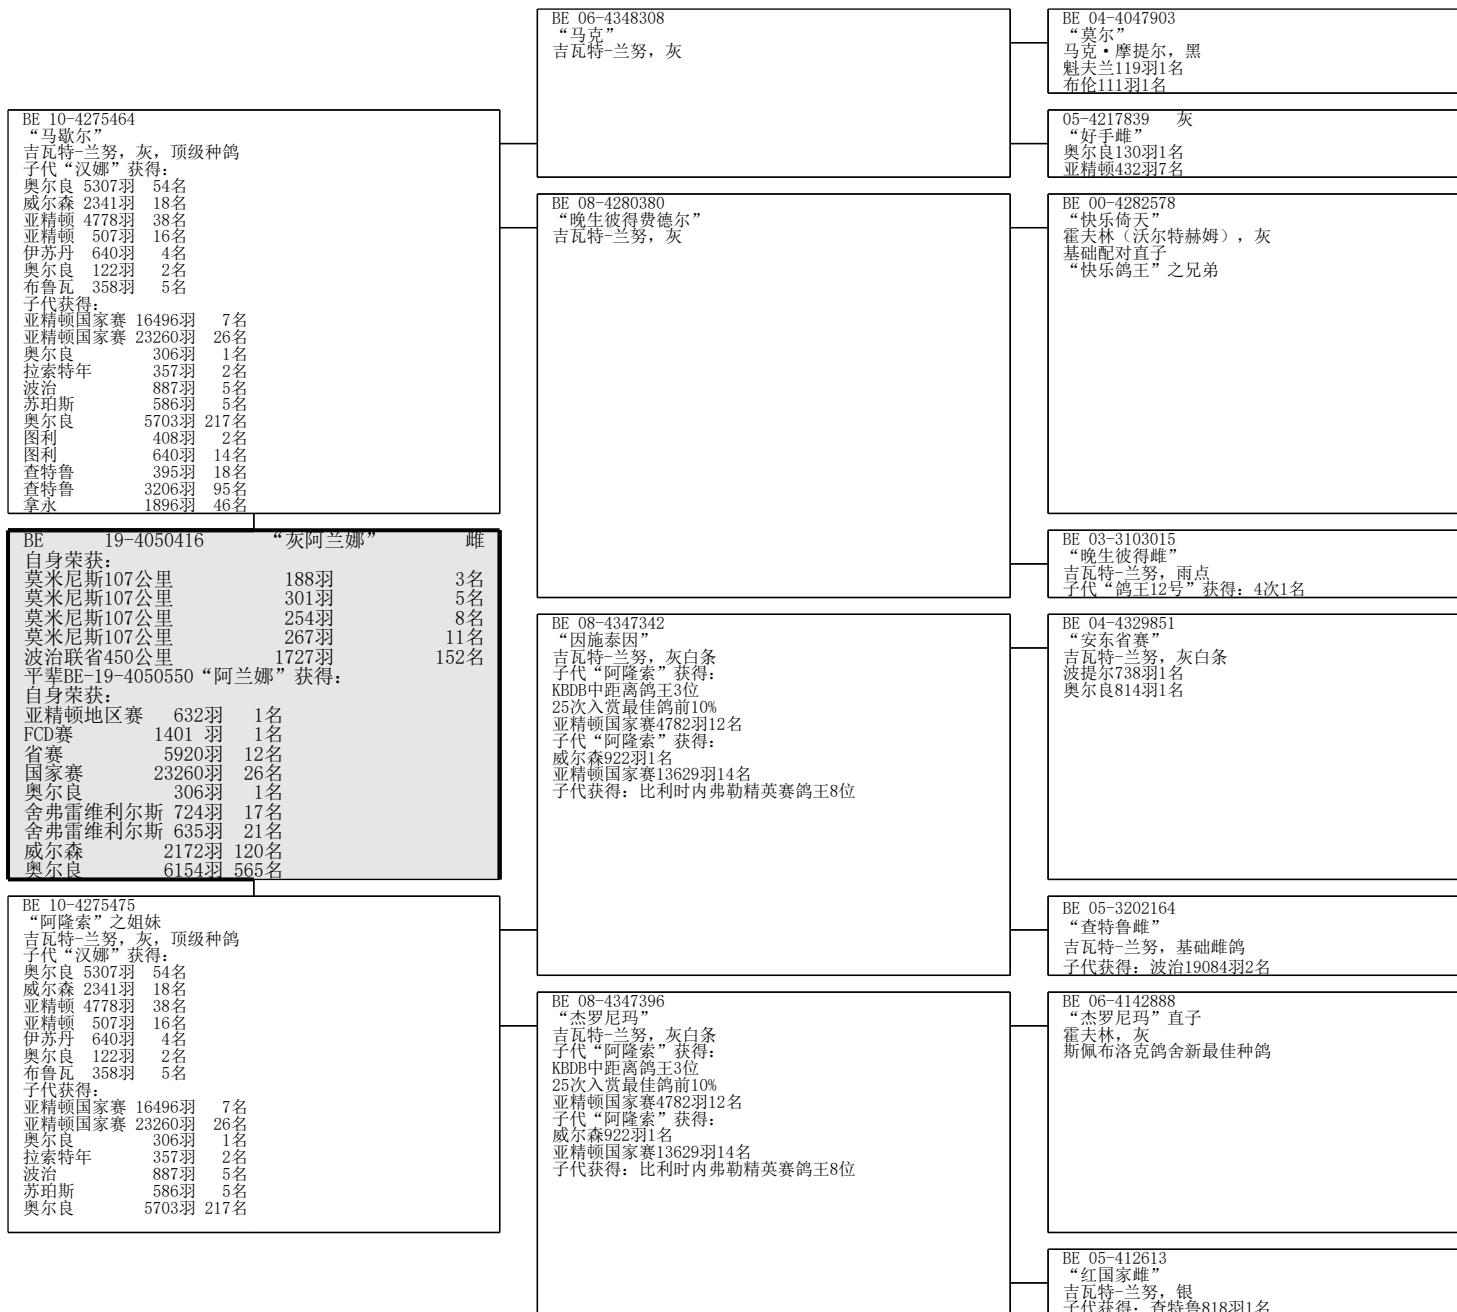 BE 10-4275464
“马歇尔”
吉瓦特-兰努，灰，顶级种鸽
子代“汉娜”获得：
奥尔良 5307羽 54名
威尔森 2341羽 18名
亚精顿 4778羽 38名
亚精顿 507羽 16名
伊苏丹 640羽 4名
奥尔良 122羽 2名
布鲁瓦 358羽 5名
子代获得：
亚精顿国家赛 16496羽 7名
亚精顿国家赛 23260羽 26名
奥尔良 306羽 1名
拉索特年 357羽 2名
波治 887羽 5名
苏珀斯 586羽 5名
奥尔良 5703羽 217名
图利 408羽 2名
图利 640羽 14名
查特鲁 395羽 18名
查特鲁 3206羽 95名
拿永 1896羽 46名
BE 19-4050416 “灰阿兰娜” 雌
自身荣获：
莫米尼斯107公里 188羽 3名
莫米尼斯107公里 301羽 5名
莫米尼斯107公里 254羽 8名
莫米尼斯107公里 267羽 11名
波治联省450公里 1727羽 152名
平辈BE-19-4050550“阿兰娜”获得：
自身荣获：
亚精顿地区赛 632羽 1名
FCD赛 1401 羽 1名
省赛 5920羽 12名
国家赛 23260羽 26名
奥尔良 306羽 1名
舍弗雷维利尔斯 724羽 17名
舍弗雷维利尔斯 635羽 21名
威尔森 2172羽 120名
奥尔良 6154羽 565名
BE 10-4275475
“阿隆索”之姐妹
吉瓦特-兰努，灰，顶级种鸽
子代“汉娜”获得：
奥尔良 5307羽 54名
威尔森 2341羽 18名
亚精顿 4778羽 38名
亚精顿 507羽 16名
伊苏丹 640羽 4名
奥尔良 122羽 2名
布鲁瓦 358羽 5名
子代获得：
亚精顿国家赛 16496羽 7名
亚精顿国家赛 23260羽 26名
奥尔良 306羽 1名
拉索特年 357羽 2名
波治 887羽 5名
苏珀斯 586羽 5名
奥尔良 5703羽 217名
BE 06-4348308
“马克”
吉瓦特-兰努，灰
BE 08-4280380
“晚生彼得费德尔”
吉瓦特-兰努，灰
BE 08-4347342
“因施泰因”
吉瓦特-兰努，灰白条
子代“阿隆索”获得：
KBDB中距离鸽王3位
25次入赏最佳鸽前10%
亚精顿国家赛4782羽12名
子代“阿隆索”获得：
威尔森922羽1名
亚精顿国家赛13629羽14名
子代获得：比利时内弗勒精英赛鸽王8位
BE 08-4347396
“杰罗尼玛”
吉瓦特-兰努，灰白条
子代“阿隆索”获得：
KBDB中距离鸽王3位
25次入赏最佳鸽前10%
亚精顿国家赛4782羽12名
子代“阿隆索”获得：
威尔森922羽1名
亚精顿国家赛13629羽14名
子代获得：比利时内弗勒精英赛鸽王8位
BE 04-4047903
“莫尔”
马克·摩提尔，黑
魁夫兰119羽1名
布伦111羽1名
05-4217839 灰
“好手雌”
奥尔良130羽1名
亚精顿432羽7名
BE 00-4282578
“快乐倚天”
霍夫林（沃尔特赫姆），灰
基础配对直子
“快乐鸽王”之兄弟
BE 03-3103015
“晚生彼得雌”
吉瓦特-兰努，雨点
子代“鸽王12号”获得：4次1名
BE 04-4329851
“安东省赛”
吉瓦特-兰努，灰白条
波提尔738羽1名
奥尔良814羽1名
BE 05-3202164
“查特鲁雌”
吉瓦特-兰努，基础雌鸽
子代获得：波治19084羽2名
BE 06-4142888
“杰罗尼玛”直子
霍夫林，灰
斯佩布洛克鸽舍新最佳种鸽
BE 05-412613
“红国家雌”
吉瓦特-兰努，银
子代获得：查特鲁818羽1名